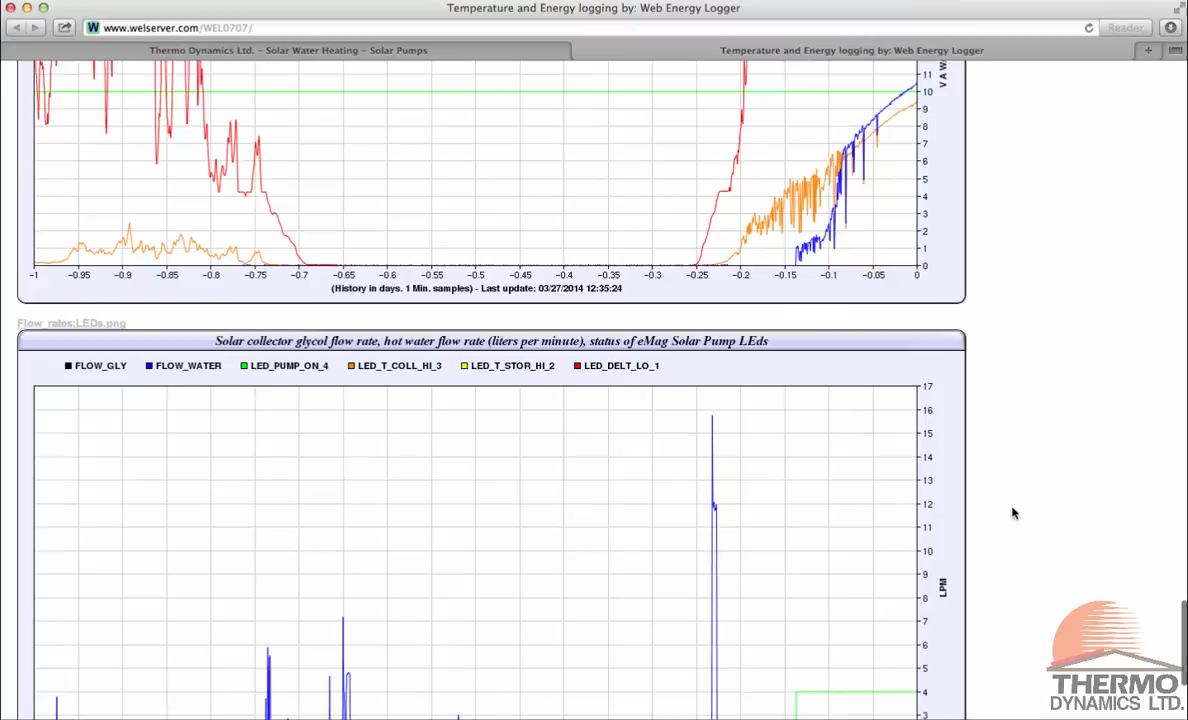 Temperature and Energy logging by: Web Energy Logger
W www.welserver.com/WEL0707/
Reader
Thermo Dynamics Ltd. – Solar Water Heating – Solar Pumps
Temperature and Energy logging by: Web Energy Logger
11
10
9
8
7
6
5
4
3
2
1
0
-1 -0.95 -0.9 -0.85 -0.8 -0.75 -0.7 -0.65 -0.6 -0.55 -0.5 -0.45 -0.4 -0.35 -0.3 -0.25 -0.2 -0.15 -0.1 -0.05 0
(History in days. 1 Min. samples) - Last update: 03/27/2014 12:35:24
Flow_rates;LEDs.png
Solar collector glycol flow rate, hot water flow rate (liters per minute), status of eMag Solar Pump LEDs
FLOW_GLY FLOW_WATER LED_PUMP_ON_4 LED_T_COLL_HI_3 LED_T_STOR_HI_2 LED_DELT_LO_1
17
16
15
14
13
12
11
10
9
8
7
6
5
4
3
LPM
THERMO
DYNAMICS LTD.